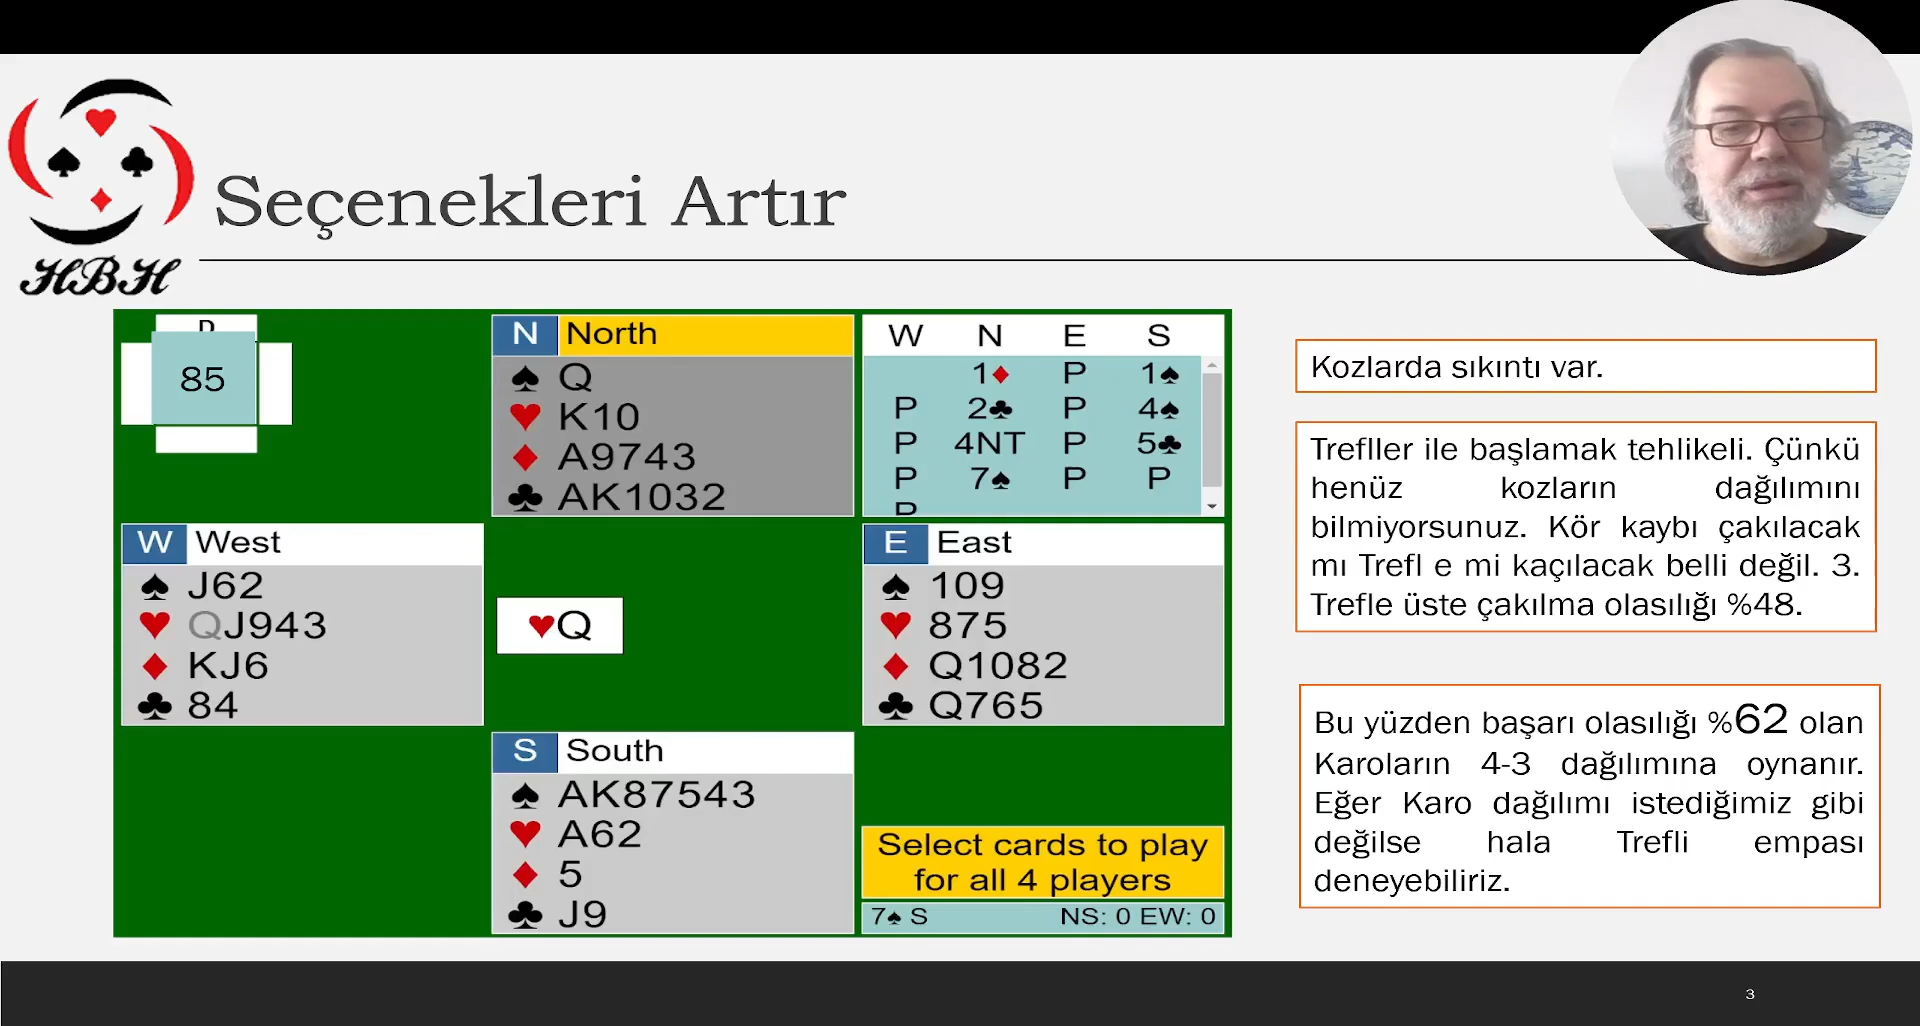 Seçenekleri Artır
HBH
D
85
N North
♠ Q
♥ K10
♦ A9743
♣ AK1032
W N E S
1♦ P 1♠
P 2♣ P 4♠
P 4NT P 5♣
P 7♠ P P
P
W West
♠ J62
♥ QJ943
♦ KJ6
♣ 84
♥Q
E East
♠ 109
♥ 875
♦ Q1082
♣ Q765
S South
♠ AK87543
♥ A62
♦ 5
♣ J9
Select cards to play
for all 4 players
7♠ S NS: 0 EW: 0
Kozlarda sıkıntı var.
Trefller ile başlamak tehlikeli. Çünkü
henüz kozların dağılımını
bilmiyorsunuz. Kör kaybı çakılacak
mı Trefl e mi kaçılacak belli değil. 3.
Trefle üste çakılma olasılığı %48.
Bu yüzden başarı olasılığı %62 olan
Karoların 4-3 dağılımına oynanır.
Eğer Karo dağılımı istediğimiz gibi
değilse hala Trefli empası
deneyebiliriz.
3